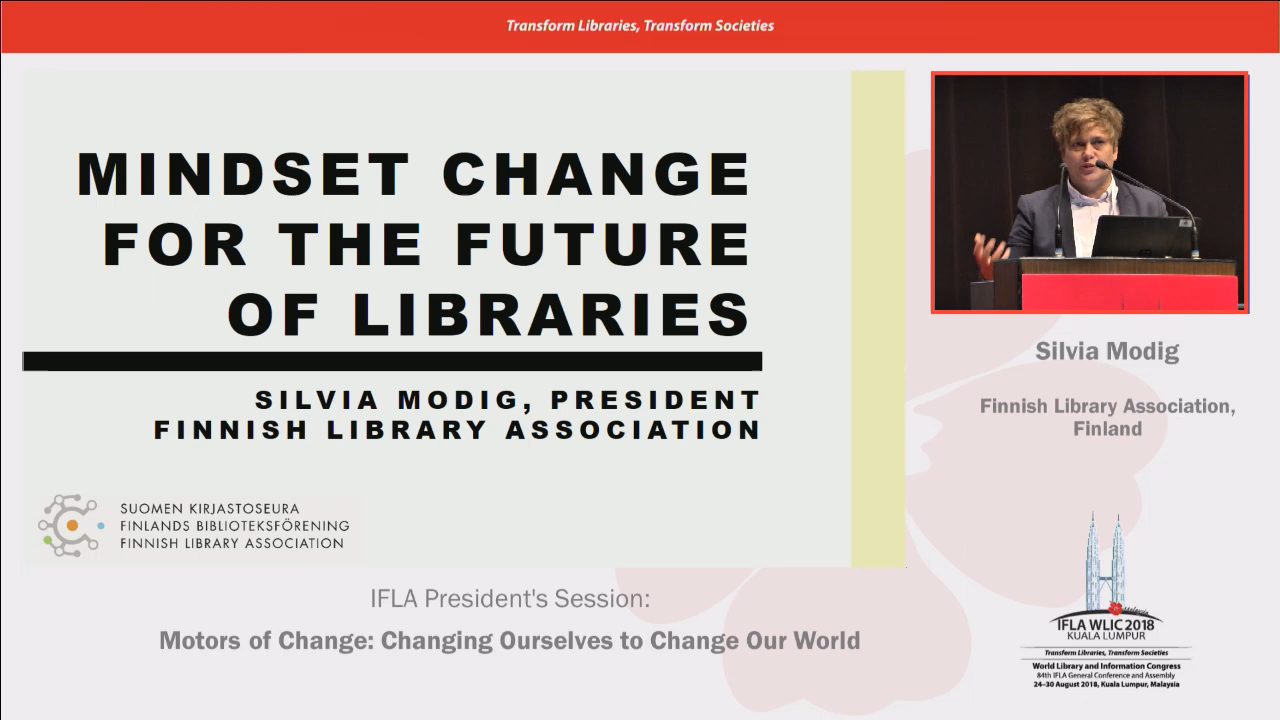 Transform Libraries, Transform Societies
MINDSET CHANGE
FOR THE FUTURE
OF LIBRARIES
SILVIA MODIG, PRESIDENT
FINNISH LIBRARY ASSOCIATION
SUOMEN KIRJASTOSEURA
FINLANDS BIBLIOTEKSFÖRENING
FINNISH LIBRARY ASSOCIATION
IFLA President's Session:
Motors of Change: Changing Ourselves to Change Our World
Silvia Modig
Finnish Library Association,
Finland
IFLA WLIC 2018
KUALA LUMPUR
Transform Libraries, Transform Societies
World Library and Information Congress
84th IFLA General Conference and Assembly
24–30 August 2018, Kuala Lumpur, Malaysia